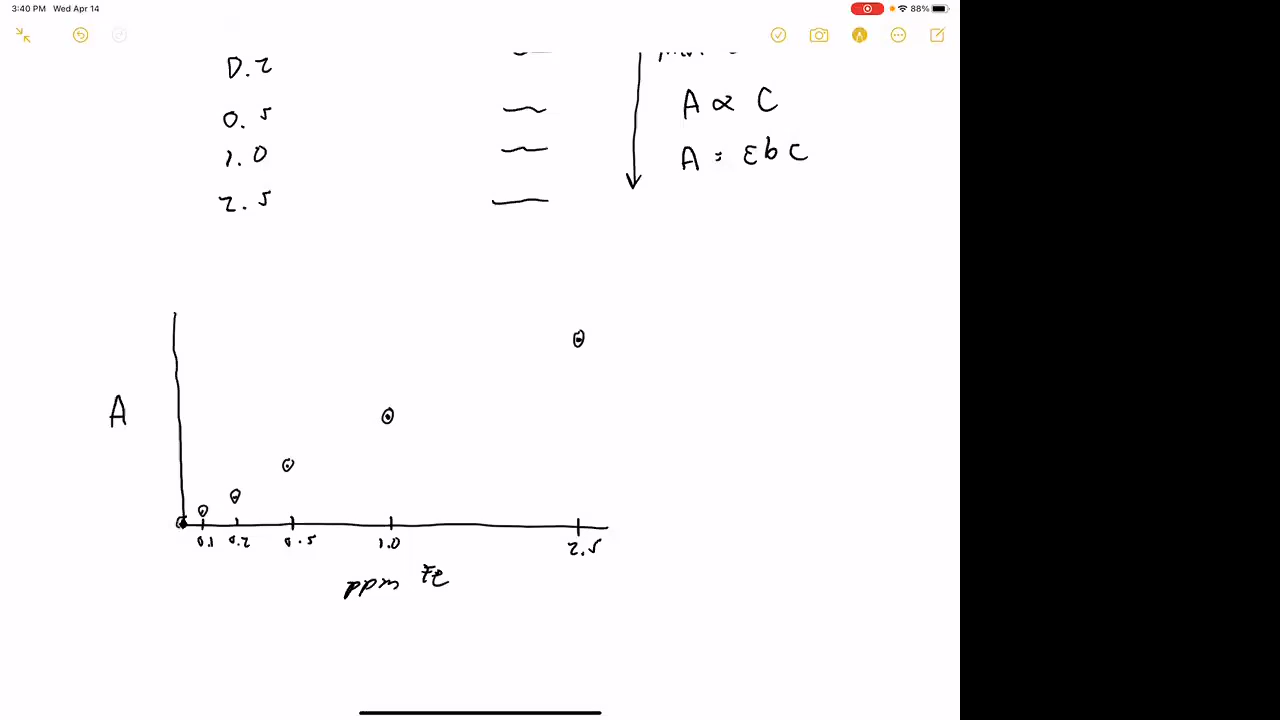 3:40 PM Wed Apr 14
88%
0.2
0.5
1.0
2.5
A ∝ C
A = εbc
A
0.1 0.2 0.5 1.0 2.5
ppm Fe